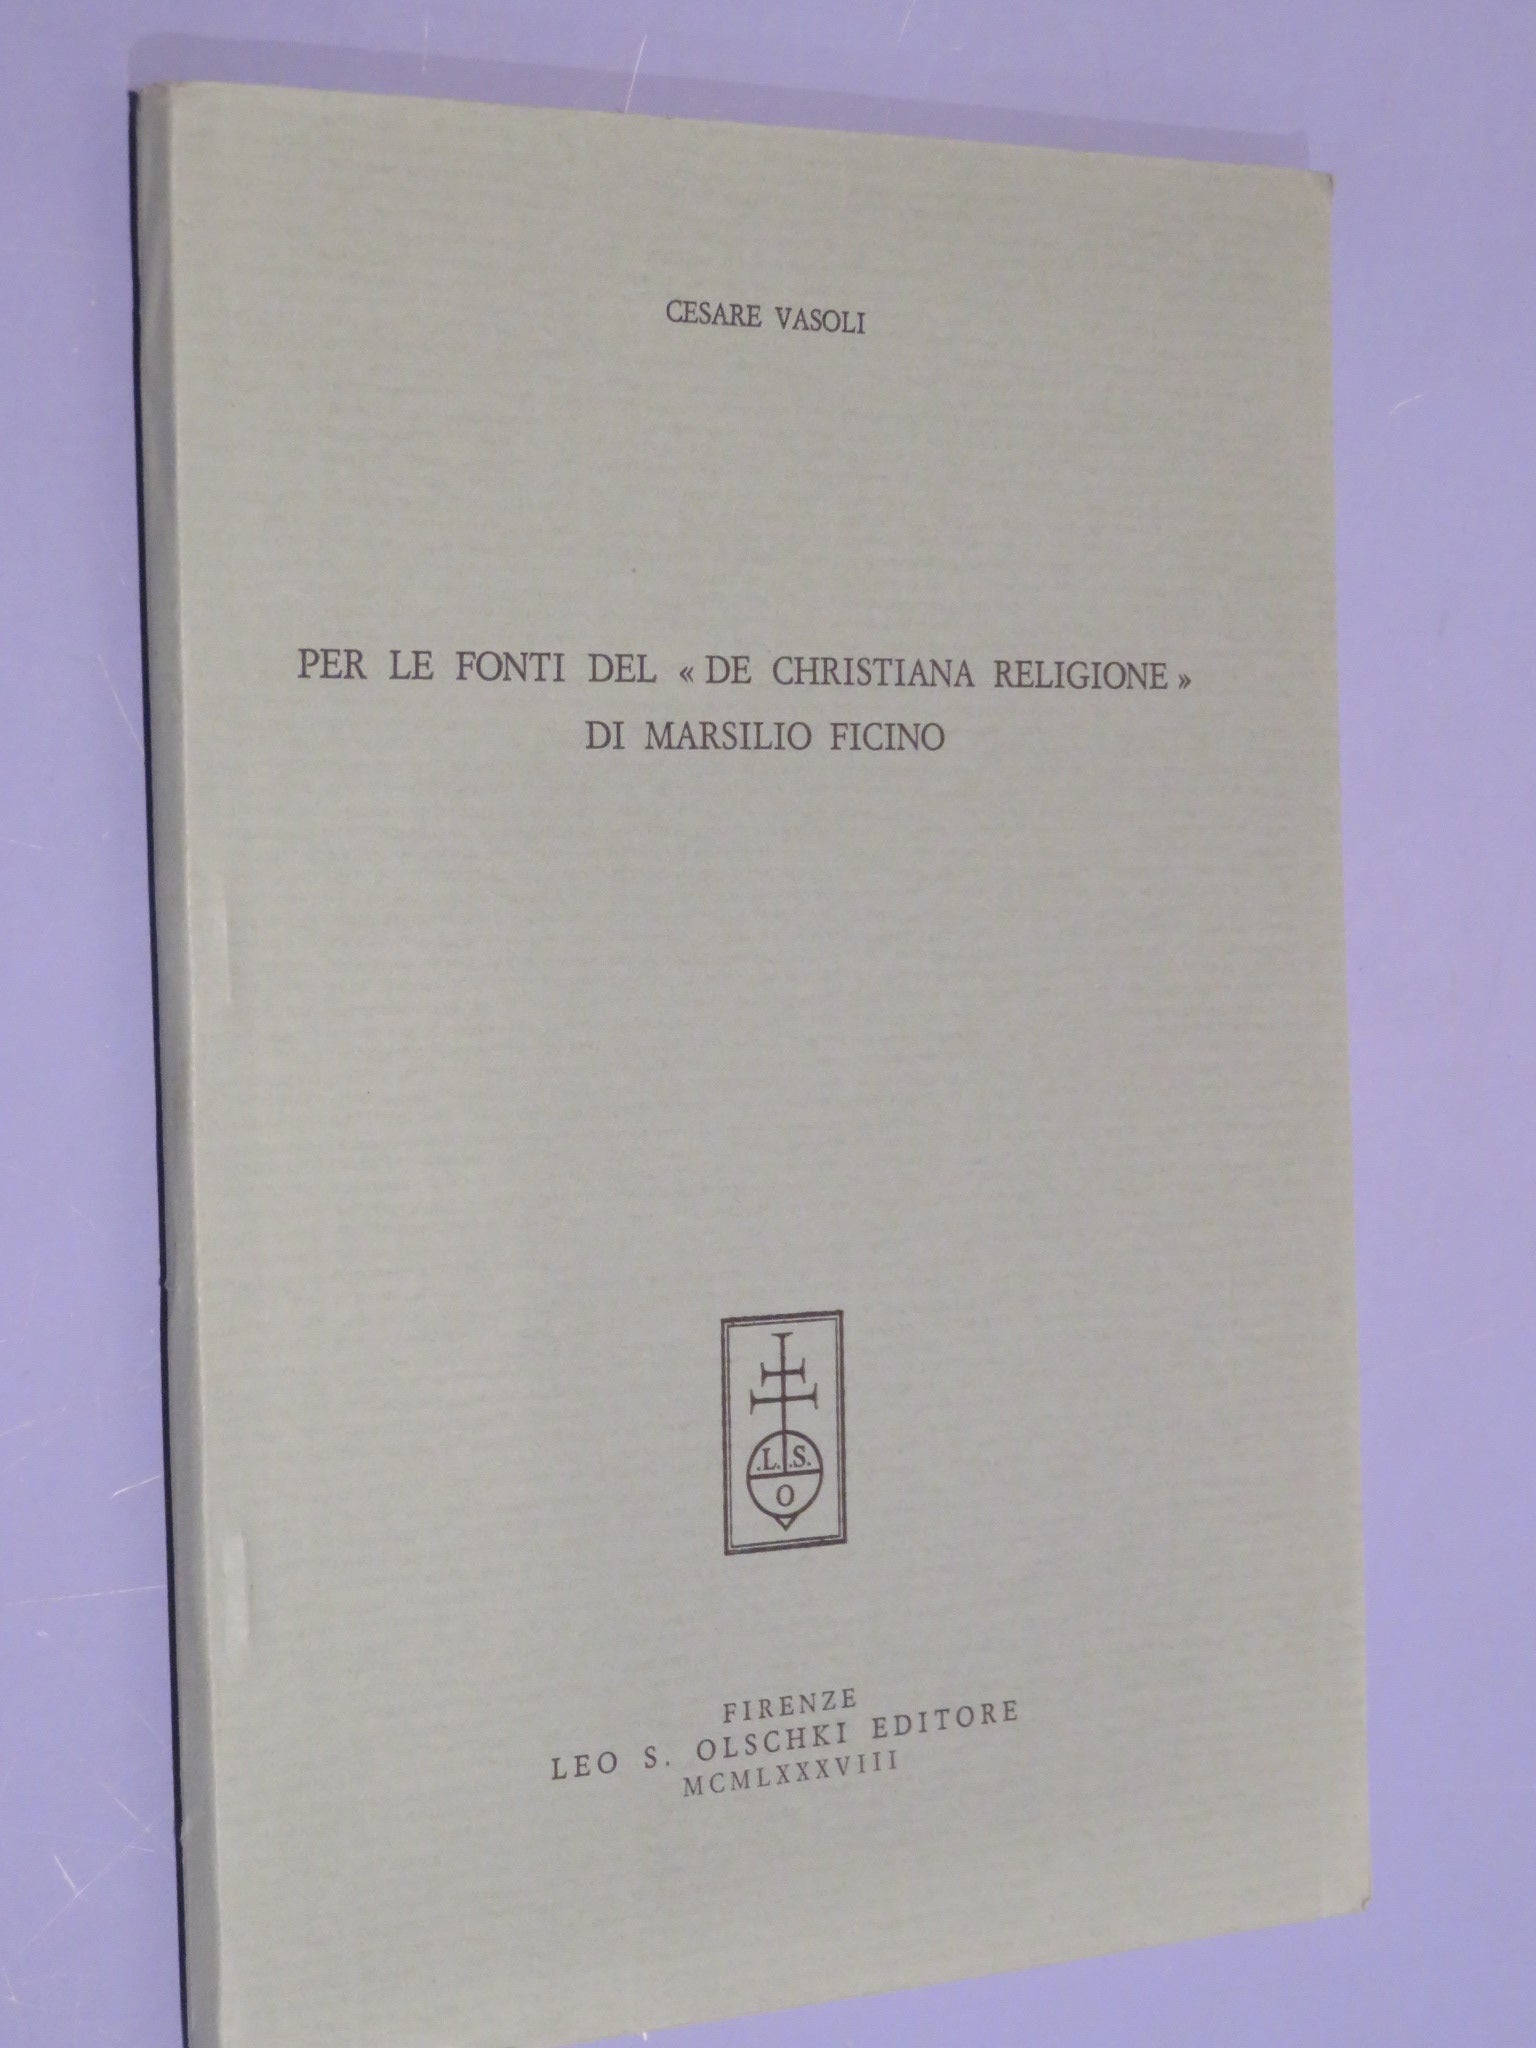 CESARE VASOLI
PER LE FONTI DEL « DE CHRISTIANA RELIGIONE »
DI MARSILIO FICINO
.L. .S.
O
FIRENZE
LEO S. OLSCHKI EDITORE
MCMLXXXVIII